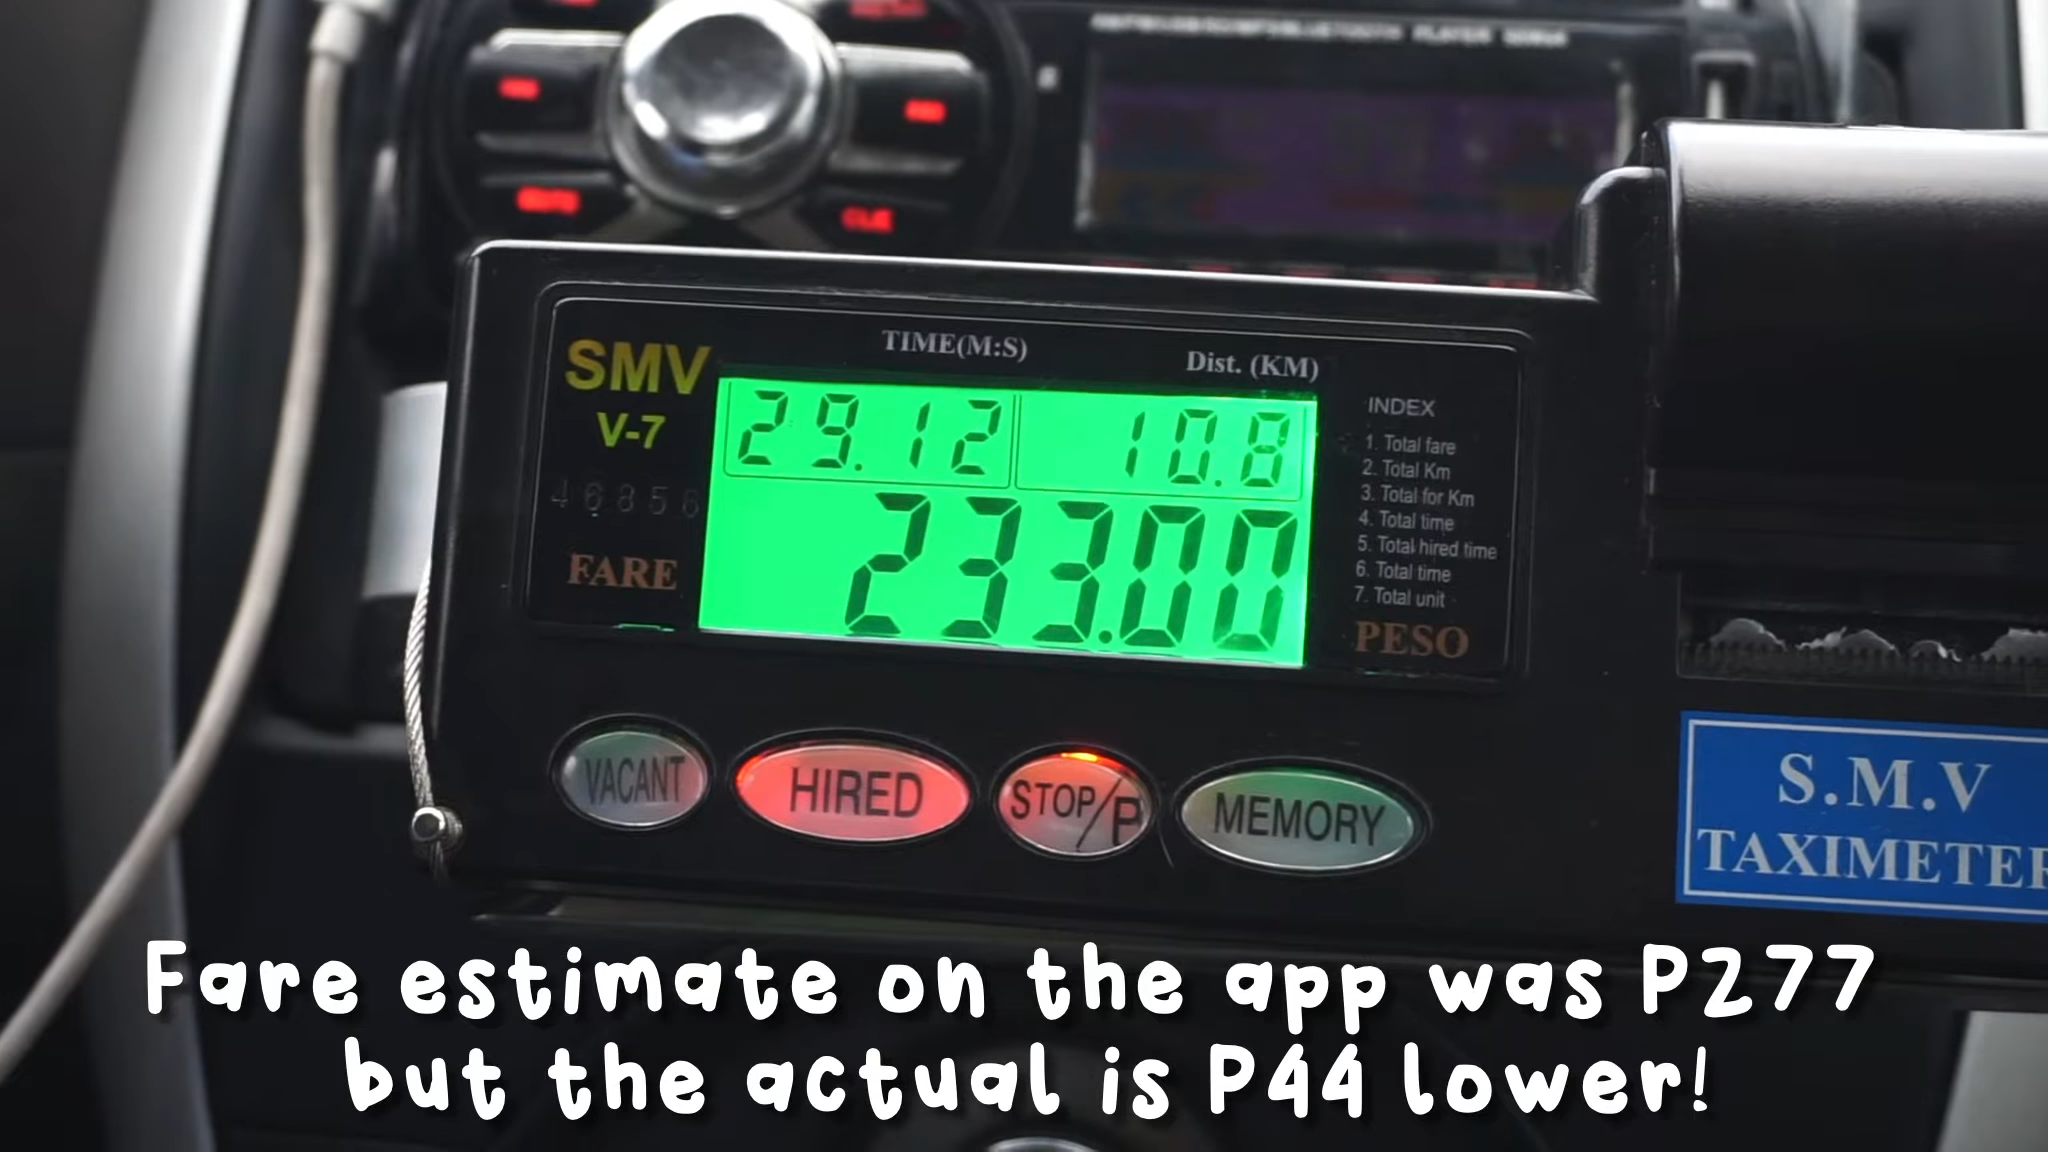 CLK
TIME(M:S)
Dist. (KM)
SMV
V-7
29.12
10.8
INDEX
1. Total fare
2. Total Km
3. Total for Km
4. Total time
5. Total hired time
6. Total time
7. Total unit
46856
FARE
233.00
PESO
VACANT
HIRED
STOP/P
MEMORY
S.M.V
TAXIMETER
Fare estimate on the app was P277
but the actual is P44 lower!